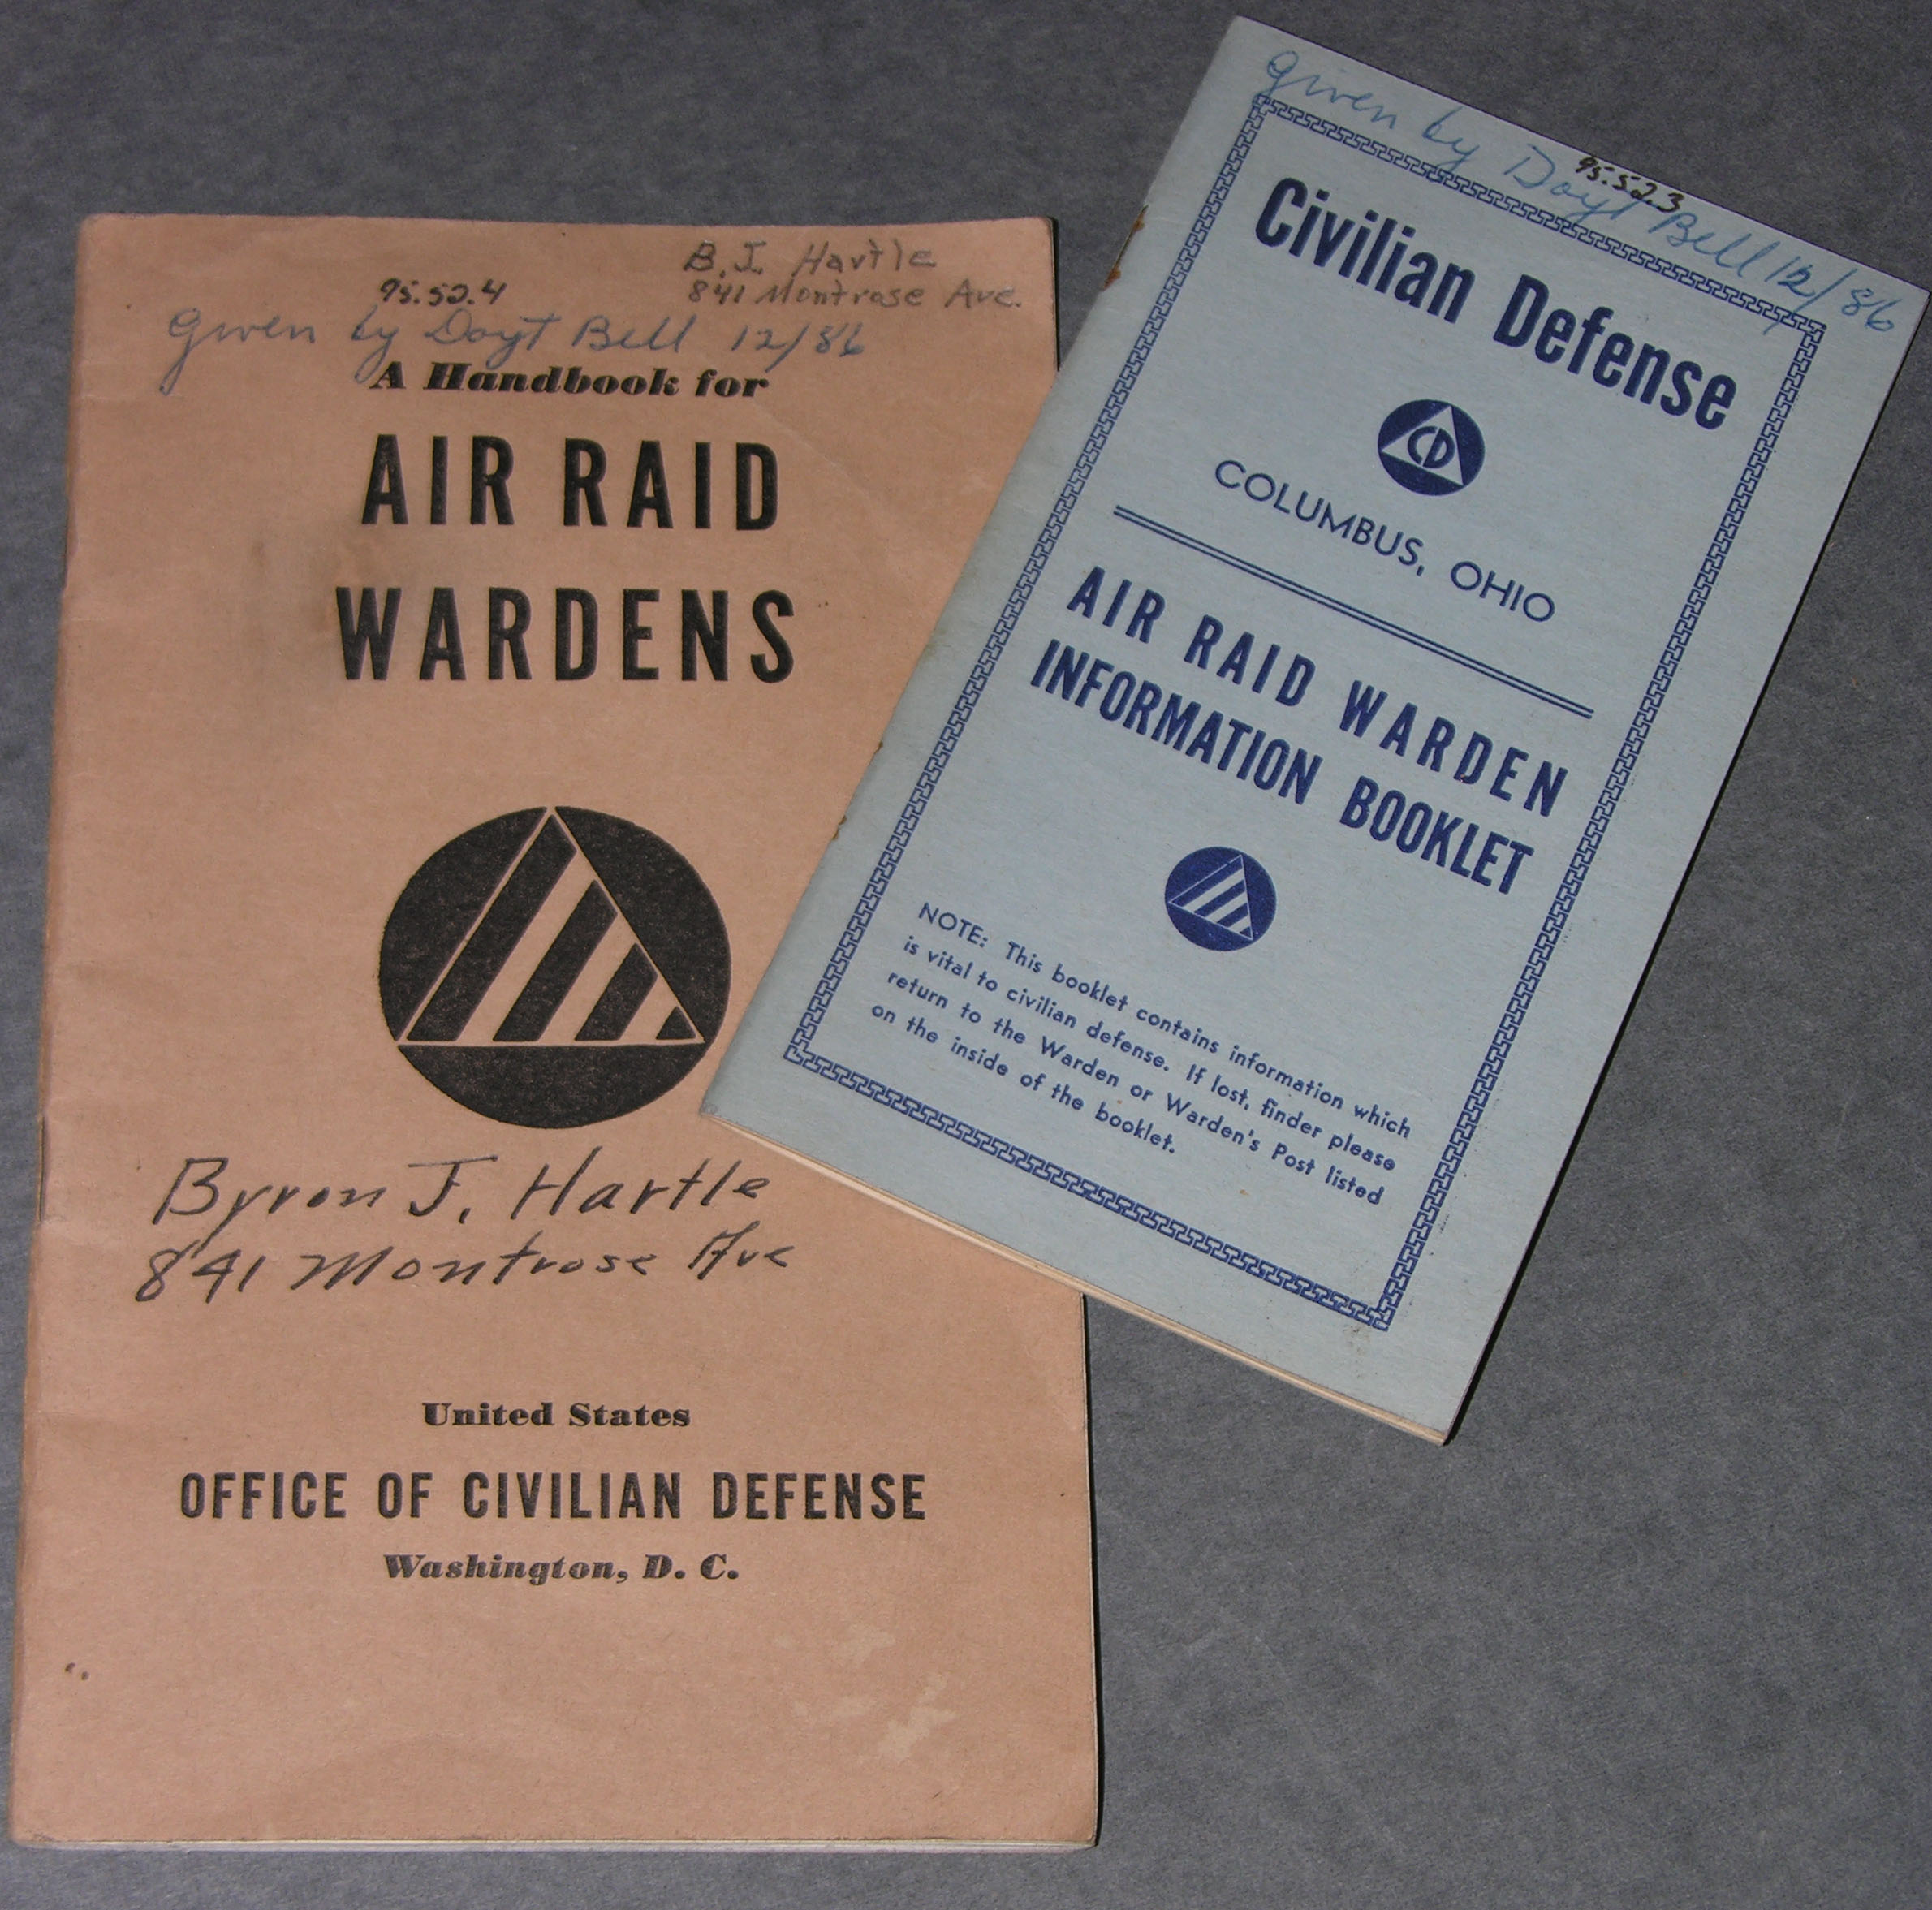 B. J. Hartle
95.52.4
841 Montrose Ave.
given by Doyt Bell 12/86
A Handbook for
AIR RAID
WARDENS
Byron J. Hartle
841 Montrose Ave
United States
OFFICE OF CIVILIAN DEFENSE
Washington, D. C.
given by Doyt Bell 12/86
95.52.3
Civilian Defense
CD
COLUMBUS, OHIO
AIR RAID WARDEN
INFORMATION BOOKLET
NOTE: This booklet contains information which
is vital to civilian defense. If lost, finder please
return to the Warden or Warden's Post listed
on the inside of the booklet.